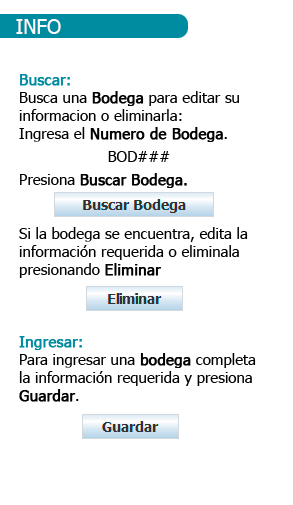 INFO
Buscar:
Busca una Bodega para editar su
informacion o eliminarla:
Ingresa el Numero de Bodega.
BOD###
Presiona Buscar Bodega.
Buscar Bodega
Si la bodega se encuentra, edita la
información requerida o eliminala
presionando Eliminar
Eliminar
Ingresar:
Para ingresar una bodega completa
la información requerida y presiona
Guardar.
Guardar